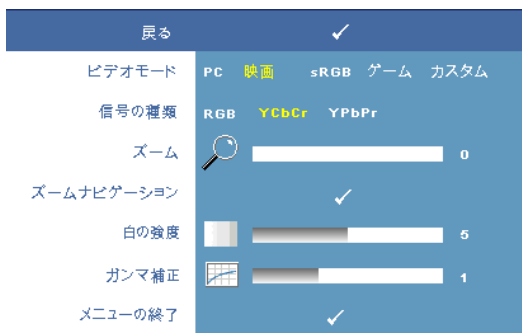 戻る
ビデオモード PC 映画 sRGB ゲーム カスタム
信号の種類 RGB YCbCr YPbPr
ズーム 0
ズームナビゲーション
白の強度 5
ガンマ補正 1
メニューの終了